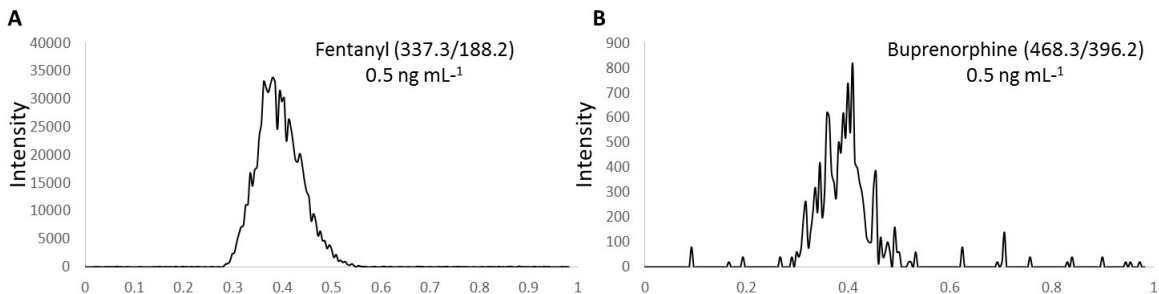 A
Fentanyl (337.3/188.2)
0.5 ng mL-1
Intensity
40000
35000
30000
25000
20000
15000
10000
5000
0
0 0.1 0.2 0.3 0.4 0.5 0.6 0.7 0.8 0.9 1
B
Buprenorphine (468.3/396.2)
0.5 ng mL-1
Intensity
900
800
700
600
500
400
300
200
100
0
0 0.2 0.4 0.6 0.8 1